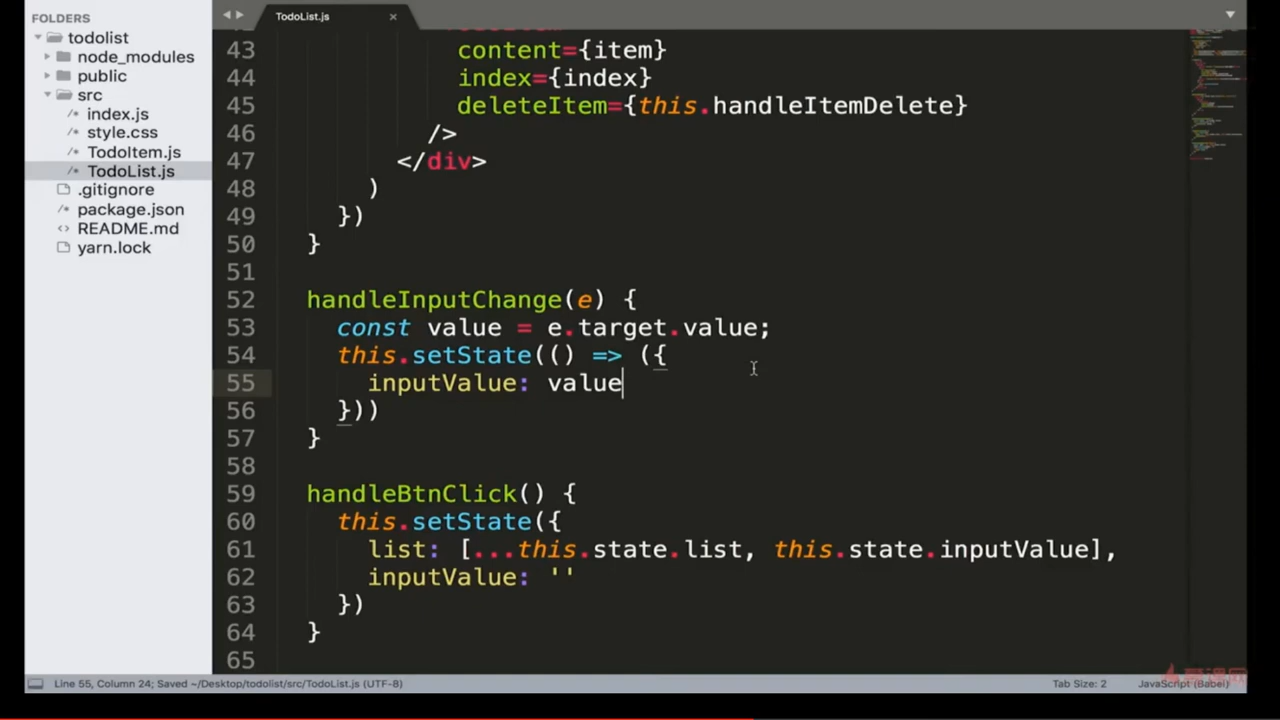 FOLDERS
todolist
node_modules
public
src
index.js
style.css
TodoItem.js
TodoList.js
.gitignore
package.json
README.md
yarn.lock
TodoList.js
43 content={item}
44 index={index}
45 deleteItem={this.handleItemDelete}
46 />
47 </div>
48 )
49 })
50 }
51
52 handleInputChange(e) {
53 const value = e.target.value;
54 this.setState(() => ({
55 inputValue: value
56 }))
57 }
58
59 handleBtnClick() {
60 this.setState({
61 list: [...this.state.list, this.state.inputValue],
62 inputValue: ''
63 })
64 }
65
Line 55, Column 24; Saved ~/Desktop/todolist/src/TodoList.js (UTF-8)
Tab Size: 2
JavaScript (Babel)